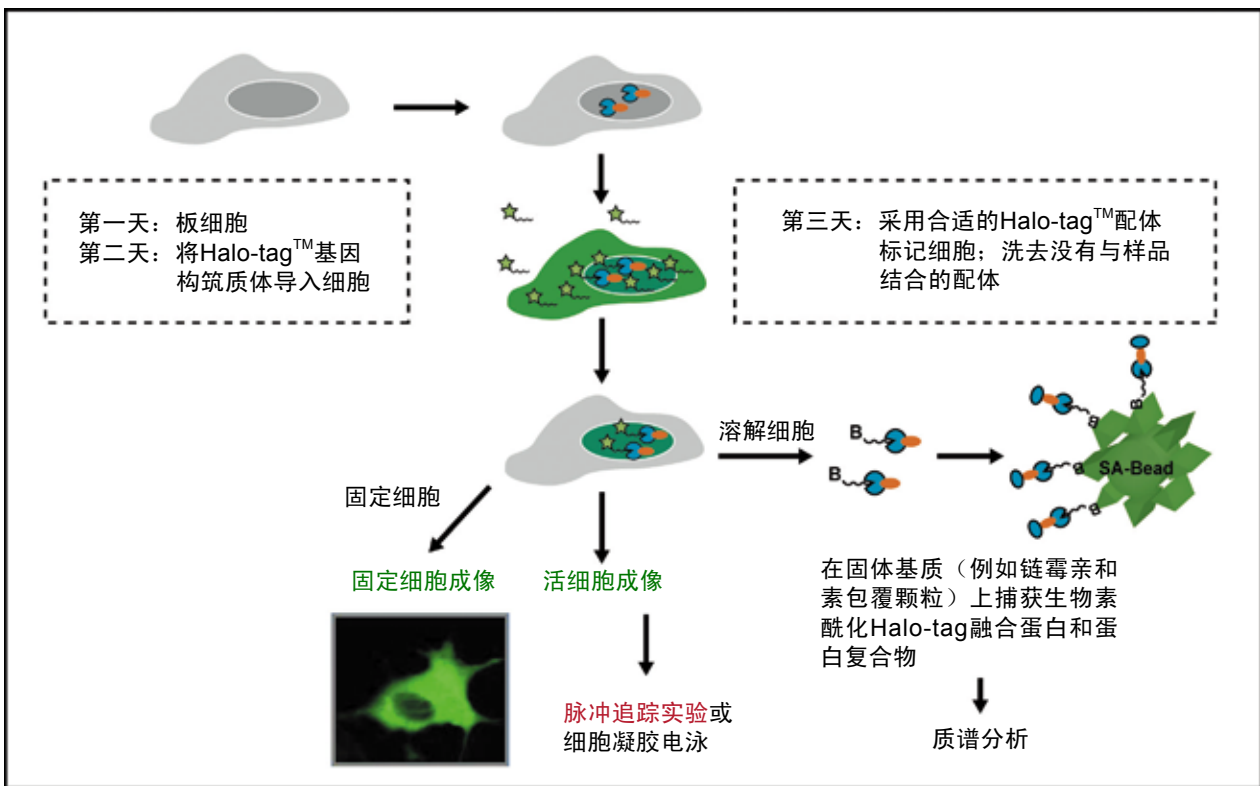 第一天：板细胞
第二天：将Halo-tag™基因
构筑质体导入细胞
第三天：采用合适的Halo-tag™配体
标记细胞；洗去没有与样品
结合的配体
溶解细胞
B
B
B
B
B
B
SA-Bead
固定细胞
固定细胞成像
活细胞成像
在固体基质（例如链霉亲和
素包覆颗粒）上捕获生物素
酰化Halo-tag融合蛋白和蛋
白复合物
脉冲追踪实验或
细胞凝胶电泳
质谱分析